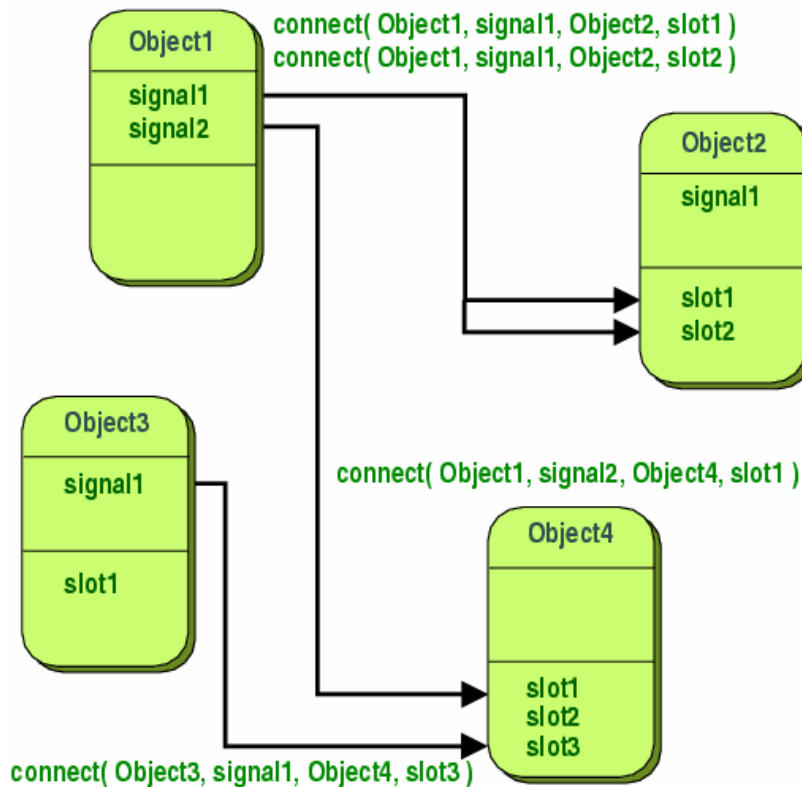 Object1
signal1
signal2
connect( Object1, signal1, Object2, slot1 )
connect( Object1, signal1, Object2, slot2 )
Object2
signal1
slot1
slot2
Object3
signal1
slot1
connect( Object1, signal2, Object4, slot1 )
Object4
slot1
slot2
slot3
connect( Object3, signal1, Object4, slot3 )